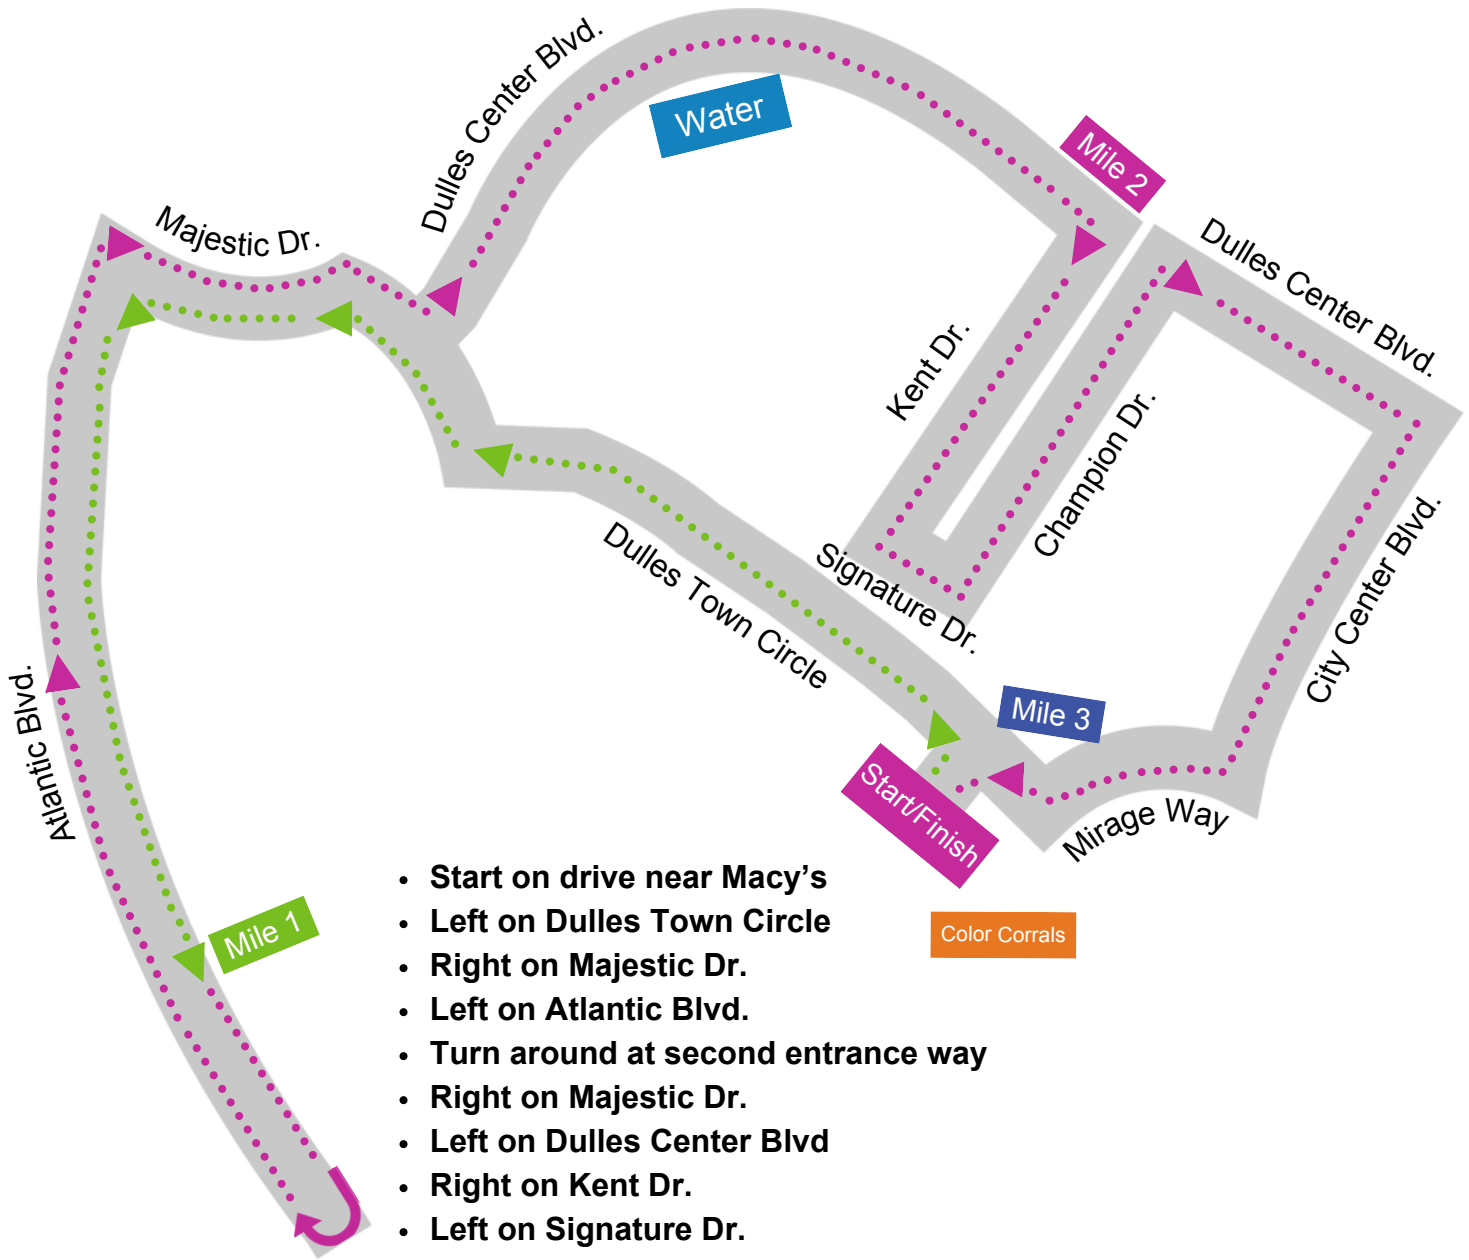 Dulles Center Blvd.
Water
Mile 2
Majestic Dr.
Dulles Center Blvd.
Kent Dr.
Champion Dr.
City Center Blvd.
Signature Dr.
Dulles Town Circle
Atlantic Blvd.
Mile 3
Start/Finish
Mirage Way
Mile 1
Color Corrals
• Start on drive near Macy’s
• Left on Dulles Town Circle
• Right on Majestic Dr.
• Left on Atlantic Blvd.
• Turn around at second entrance way
• Right on Majestic Dr.
• Left on Dulles Center Blvd
• Right on Kent Dr.
• Left on Signature Dr.